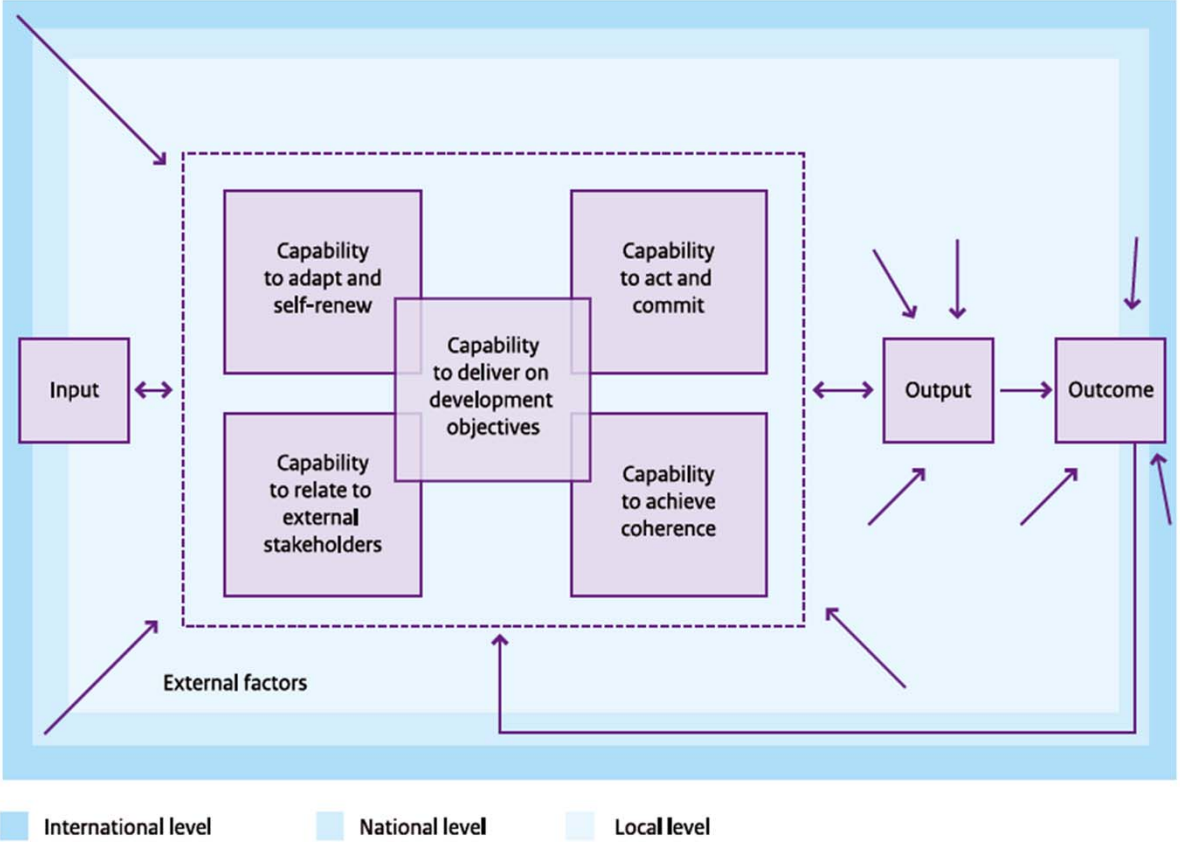 Capability
to adapt and
self-renew
Capability
to act and
commit
Capability
to deliver on
development
objectives
Input
Output
Outcome
Capability
to relate to
external
stakeholders
Capability
to achieve
coherence
External factors
International level
National level
Local level